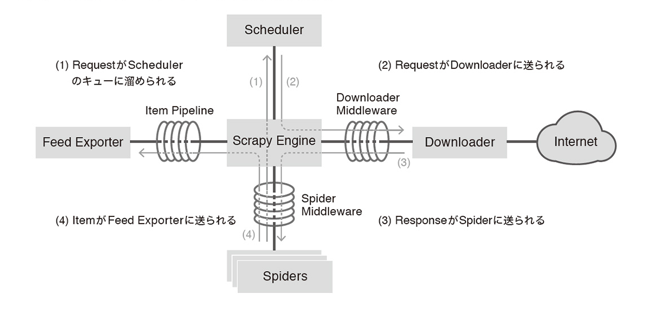 Scheduler
(1) RequestがScheduler
のキューに溜められる
(1)
(2)
(2) RequestがDownloaderに送られる
Item Pipeline
Downloader
Middleware
Feed Exporter
Scrapy Engine
Downloader
Internet
(3)
Spider
Middleware
(4) ItemがFeed Exporterに送られる
(4)
(3) ResponseがSpiderに送られる
Spiders